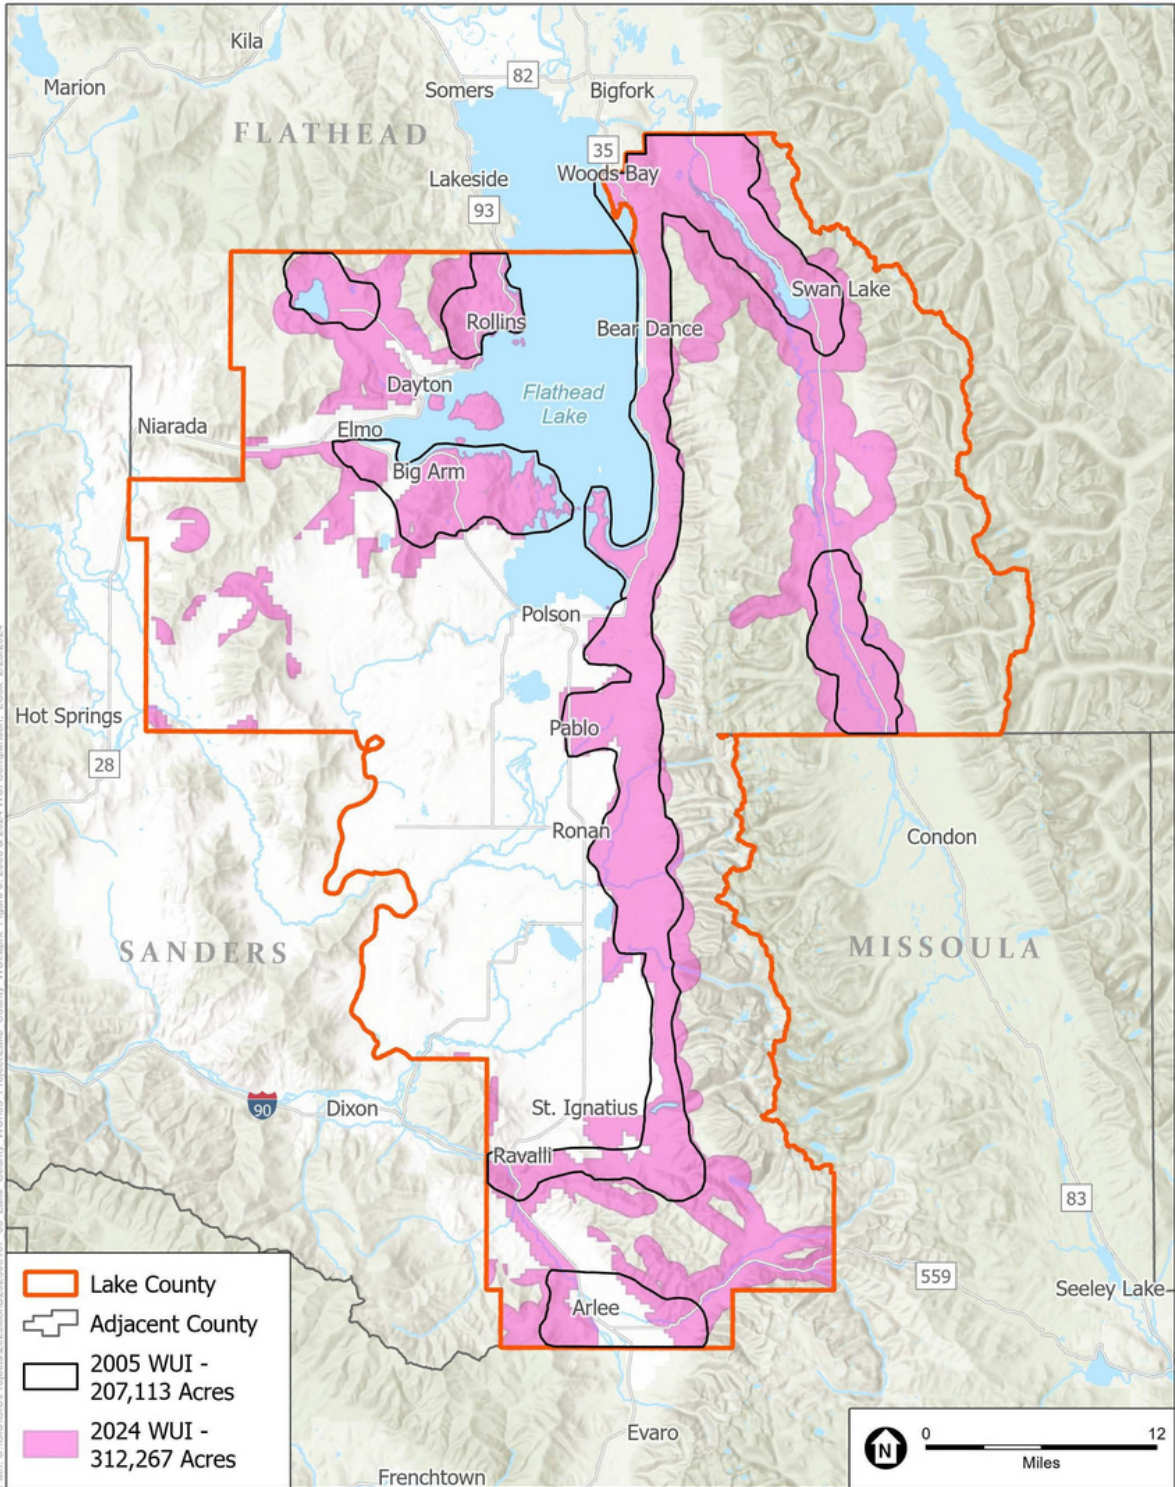 Kila
Marion
Somers
82
Bigfork
FLATHEAD
35
Woods Bay
Lakeside
93
Swan Lake
Rollins
Bear Dance
Dayton
Flathead
Lake
Niarada
Elmo
Big Arm
Polson
Hot Springs
Pablo
28
Ronan
Condon
SANDERS
MISSOULA
90
Dixon
St. Ignatius
Ravalli
83
559
Seeley Lake
Arlee
Lake County
Adjacent County
2005 WUI -
207,113 Acres
2024 WUI -
312,267 Acres
Evaro
Frenchtown
N
0 12
Miles